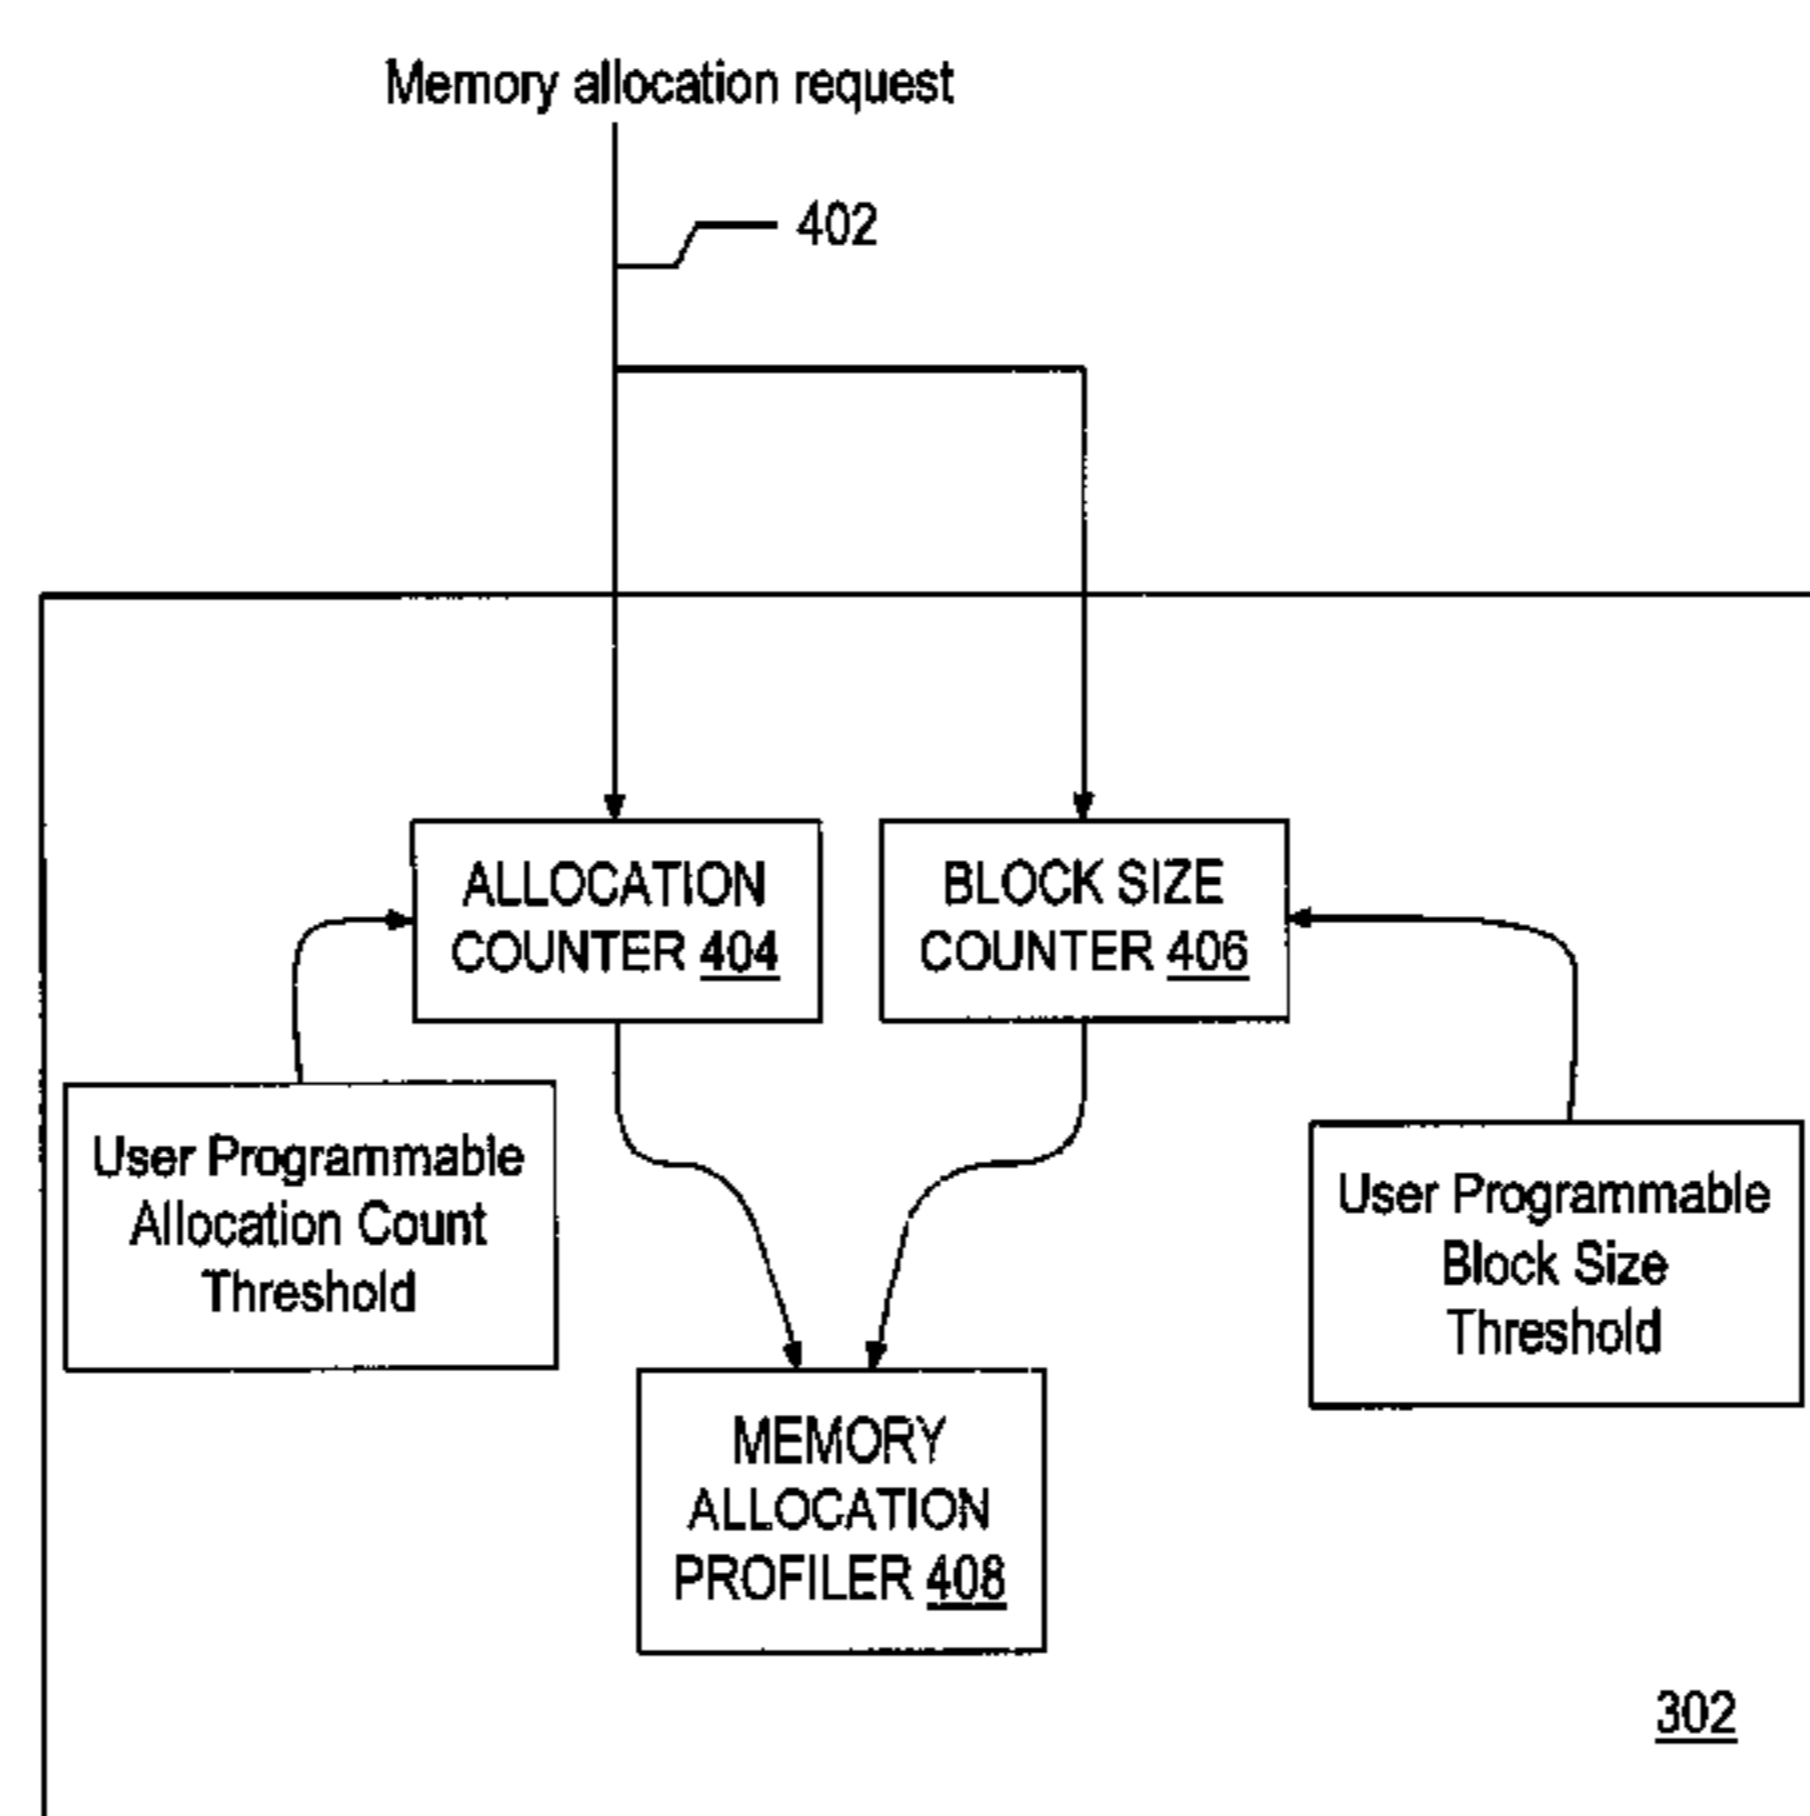 Memory allocation request
402
ALLOCATION
COUNTER 404
BLOCK SIZE
COUNTER 406
User Programmable
Allocation Count
Threshold
User Programmable
Block Size
Threshold
MEMORY
ALLOCATION
PROFILER 408
302